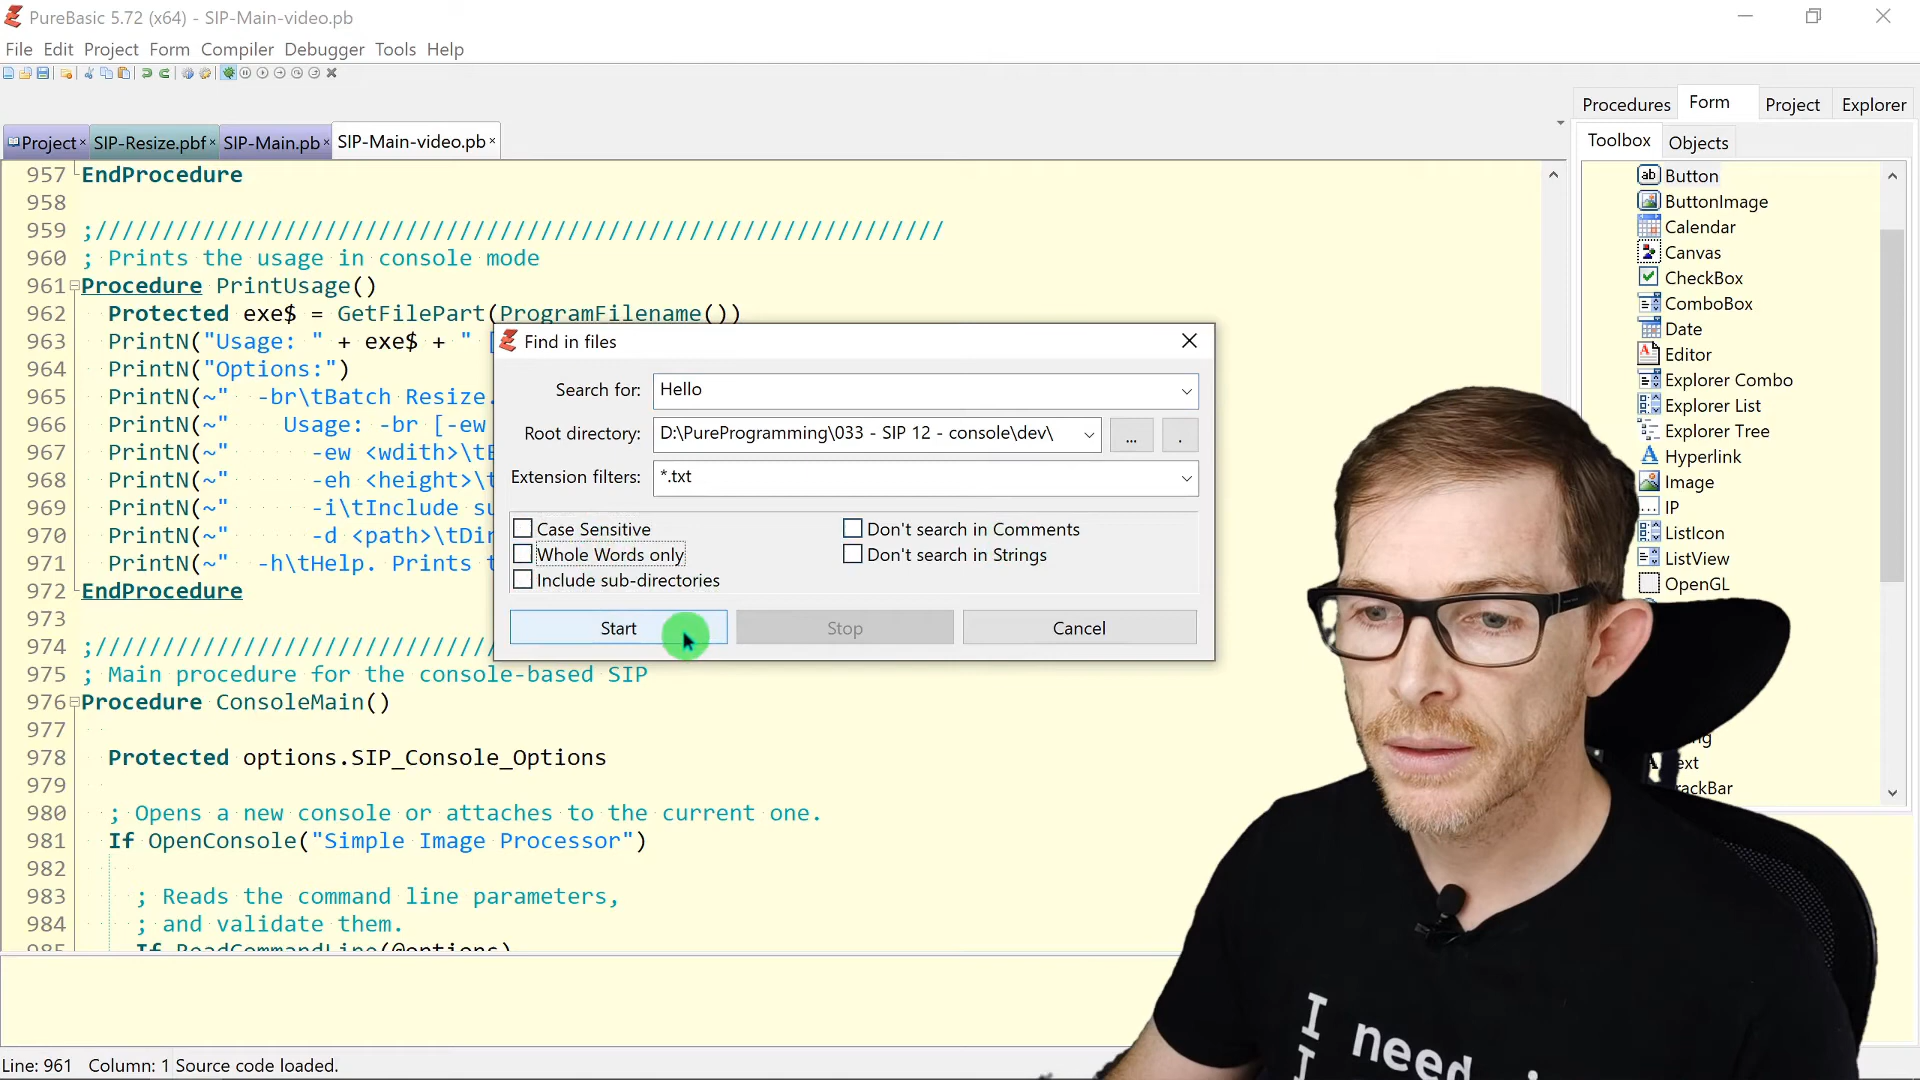 PureBasic 5.72 (x64) - SIP-Main-video.pb
File Edit Project Form Compiler Debugger Tools Help
Procedures Form Project Explorer
Project SIP-Resize.pbf SIP-Main.pb SIP-Main-video.pb
Toolbox Objects
957 EndProcedure
958
959 ;////////////////////////////////////////////////////////////////
960 ; Prints the usage in console mode
961 Procedure PrintUsage()
962 Protected exe$ = GetFilePart(ProgramFilename())
963 PrintN("Usage: " + exe$ + " [
964 PrintN("Options:")
965 PrintN(~" -br\tBatch Resize.
966 PrintN(~" Usage: -br [-ew
967 PrintN(~" -ew <wdith>\tE
968 PrintN(~" -eh <height>\t
969 PrintN(~" -i\tInclude su
970 PrintN(~" -d <path>\tDir
971 PrintN(~" -h\tHelp. Prints t
972 EndProcedure
973
974 ;//////////////////////////////
975 ; Main procedure for the console-based SIP
976 Procedure ConsoleMain()
977
978 Protected options.SIP_Console_Options
979
980 ; Opens a new console or attaches to the current one.
981 If OpenConsole("Simple Image Processor")
982
983 ; Reads the command line parameters,
984 ; and validate them.
985 If ReadCommandLine(@options)
Find in files
Search for: Hello
Root directory: D:\PureProgramming\033 - SIP 12 - console\dev\ ... .
Extension filters: *.txt
Case Sensitive Don't search in Comments
Whole Words only Don't search in Strings
Include sub-directories
Start Stop Cancel
Button
ButtonImage
Calendar
Canvas
CheckBox
ComboBox
Date
Editor
Explorer Combo
Explorer List
Explorer Tree
Hyperlink
Image
IP
ListIcon
ListView
OpenGL
Text
TrackBar
I need
Line: 961 Column: 1 Source code loaded.